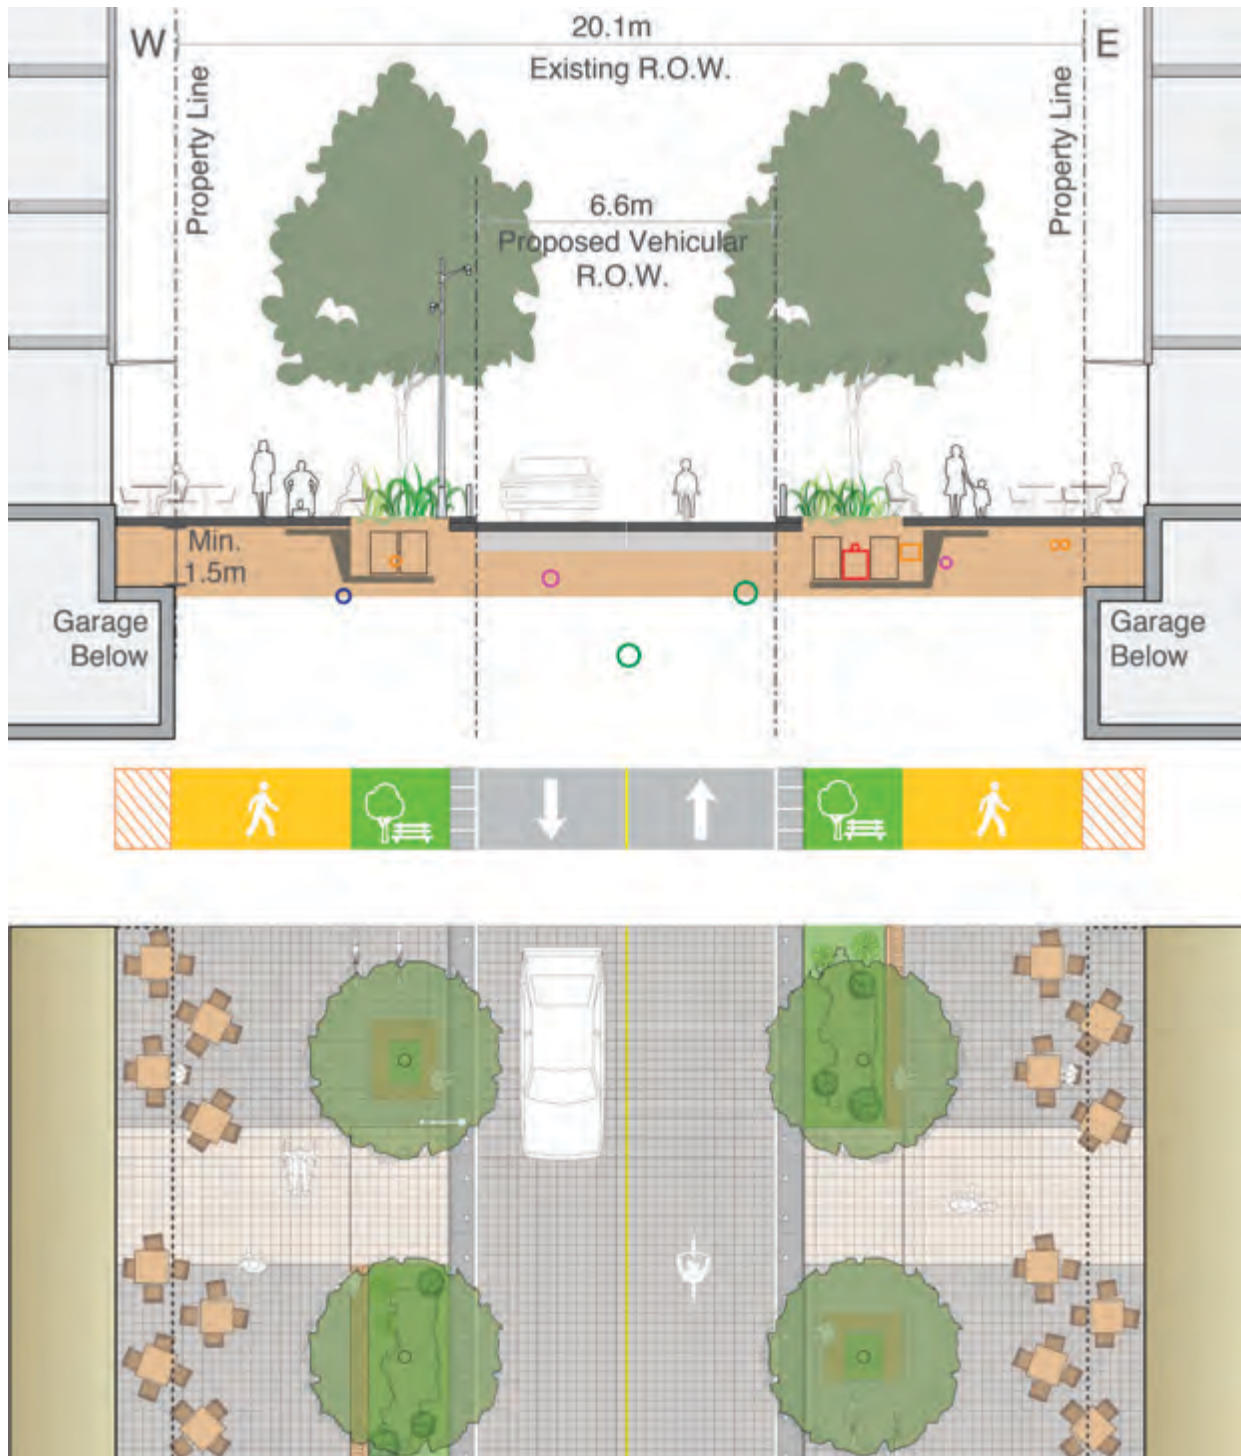 W
20.1m
E
Existing R.O.W.
Property Line
Property Line
6.6m
Proposed Vehicular
R.O.W.
Min.
1.5m
Garage
Below
Garage
Below